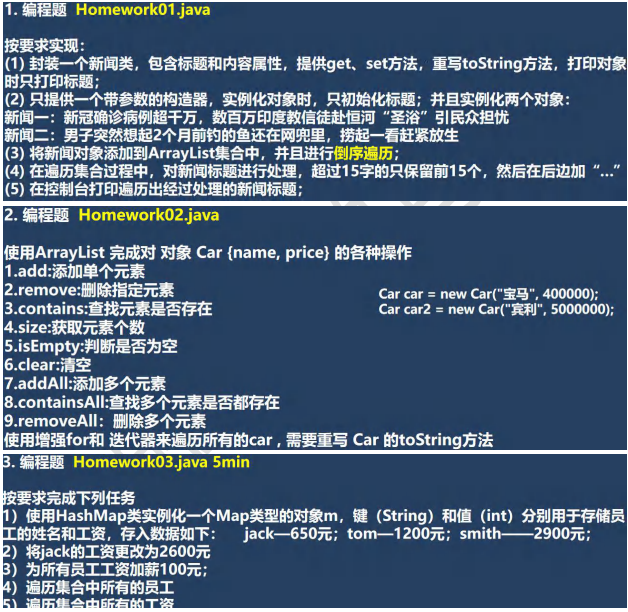 1. 编程题 Homework01.java
按要求实现：
(1) 封装一个新闻类，包含标题和内容属性，提供get、set方法，重写toString方法，打印对象
时只打印标题；
(2) 只提供一个带参数的构造器，实例化对象时，只初始化标题；并且实例化两个对象：
新闻一：新冠确诊病例超千万，数百万印度教信徒赴恒河“圣浴”引民众担忧
新闻二：男子突然想起2个月前钓的鱼还在网兜里，捞起一看赶紧放生
(3) 将新闻对象添加到ArrayList集合中，并且进行倒序遍历；
(4) 在遍历集合过程中，对新闻标题进行处理，超过15字的只保留前15个，然后在后边加“...”
(5) 在控制台打印遍历出经过处理的新闻标题；
2. 编程题 Homework02.java
使用ArrayList 完成对 对象 Car {name, price} 的各种操作
1.add:添加单个元素
2.remove:删除指定元素
Car car = new Car("宝马", 400000);
3.contains:查找元素是否存在
Car car2 = new Car("宾利", 5000000);
4.size:获取元素个数
5.isEmpty:判断是否为空
6.clear:清空
7.addAll:添加多个元素
8.containsAll:查找多个元素是否都存在
9.removeAll：删除多个元素
使用增强for和 迭代器来遍历所有的car , 需要重写 Car 的toString方法
3. 编程题 Homework03.java 5min
按要求完成下列任务
1）使用HashMap类实例化一个Map类型的对象m，键（String）和值（int）分别用于存储员
工的姓名和工资，存入数据如下： jack—650元；tom—1200元；smith——2900元；
2）将jack的工资更改为2600元
3）为所有员工工资加薪100元；
4）遍历集合中所有的员工
5）遍历集合中所有的工资